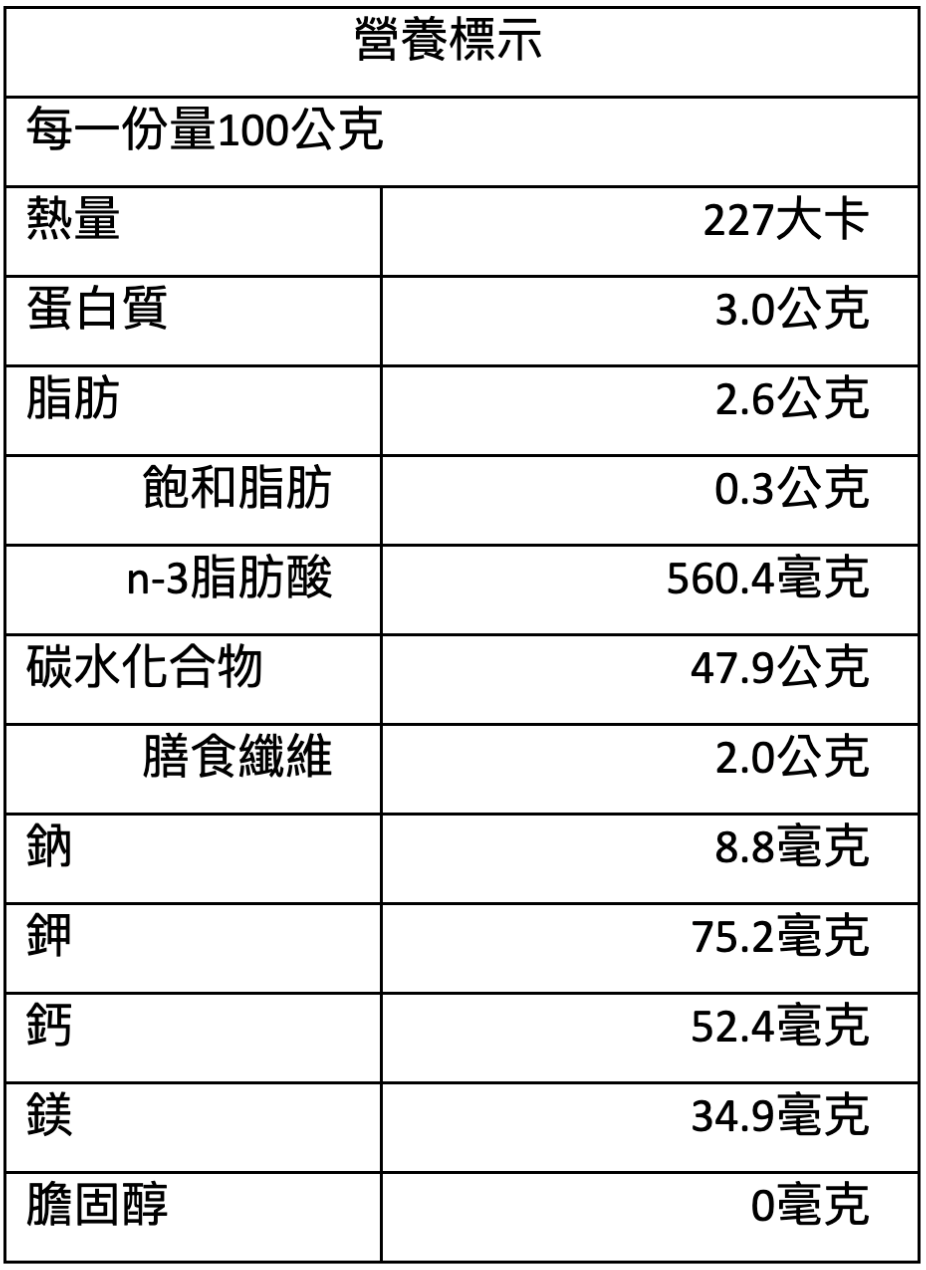 營養標示
每一份量100公克
熱量 227大卡
蛋白質 3.0公克
脂肪 2.6公克
飽和脂肪 0.3公克
n-3脂肪酸 560.4毫克
碳水化合物 47.9公克
膳食纖維 2.0公克
鈉 8.8毫克
鉀 75.2毫克
鈣 52.4毫克
鎂 34.9毫克
膽固醇 0毫克